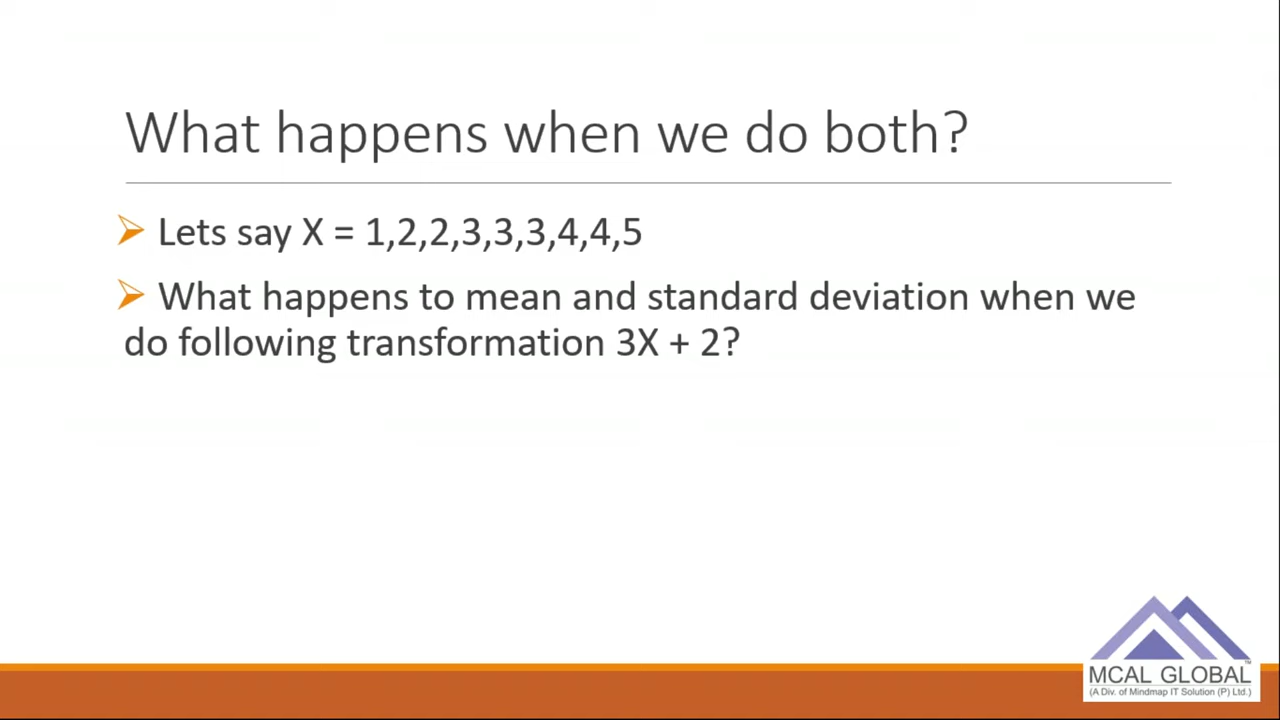 What happens when we do both?
Lets say X = 1,2,2,3,3,3,4,4,5
What happens to mean and standard deviation when we
do following transformation 3X + 2?
MCAL GLOBAL™
(A Div. of Mindmap IT Solution (P) Ltd.)